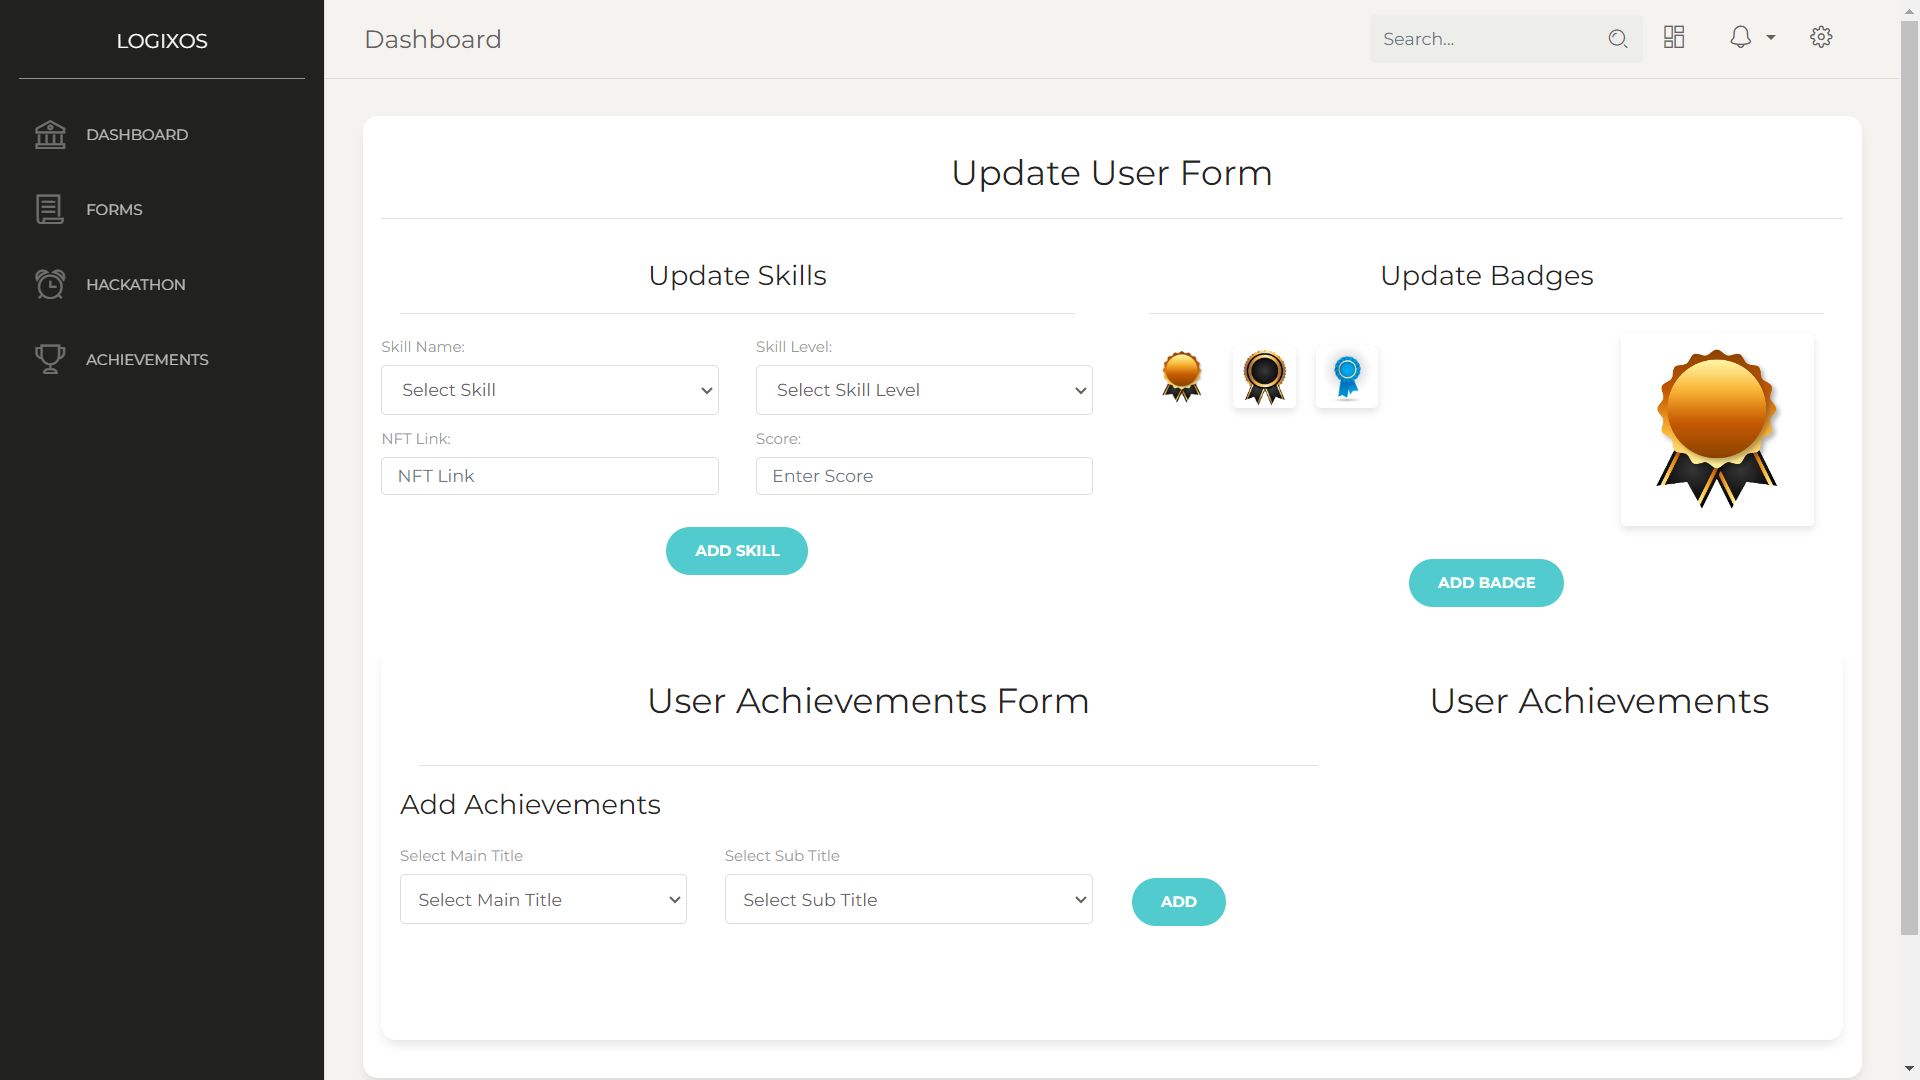 LOGIXOS
DASHBOARD
FORMS
HACKATHON
ACHIEVEMENTS
Dashboard
Search...
Update User Form
Update Skills
Skill Name:
Skill Level:
Select Skill
Select Skill Level
NFT Link:
Score:
NFT Link
Enter Score
ADD SKILL
Update Badges
ADD BADGE
User Achievements Form
Add Achievements
Select Main Title
Select Sub Title
Select Main Title
Select Sub Title
ADD
User Achievements